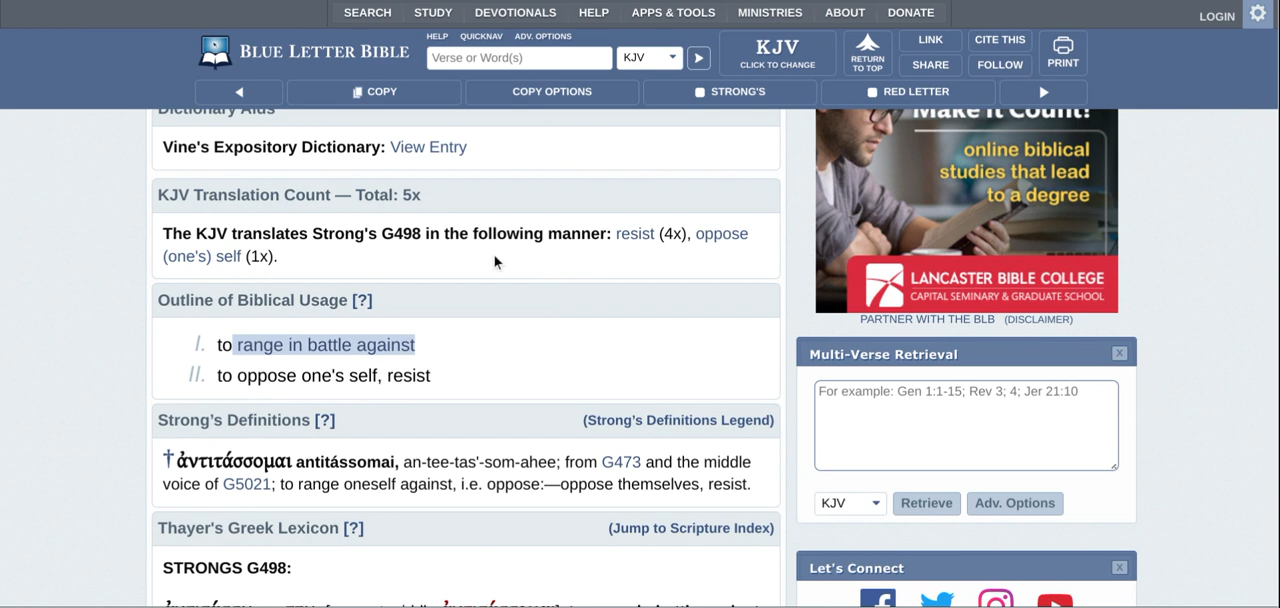 SEARCH STUDY DEVOTIONALS HELP APPS & TOOLS MINISTRIES ABOUT DONATE
LOGIN
BLUE LETTER BIBLE
HELP QUICKNAV ADV. OPTIONS
Verse or Word(s)
KJV
KJV
CLICK TO CHANGE
RETURN
TO TOP
LINK
SHARE
CITE THIS
FOLLOW
PRINT
COPY
COPY OPTIONS
STRONG'S
RED LETTER
Dictionary Aids
Vine's Expository Dictionary: View Entry
KJV Translation Count — Total: 5x
The KJV translates Strong's G498 in the following manner: resist (4x), oppose
(one's) self (1x).
Outline of Biblical Usage [?]
I. to range in battle against
II. to oppose one's self, resist
Strong’s Definitions [?] (Strong’s Definitions Legend)
†ἀντιτάσσομαι antitássomai, an-tee-tas'-som-ahee; from G473 and the middle
voice of G5021; to range oneself against, i.e. oppose:—oppose themselves, resist.
Thayer's Greek Lexicon [?] (Jump to Scripture Index)
STRONGS G498:
Make it Count!
online biblical
studies that lead
to a degree
LANCASTER BIBLE COLLEGE
CAPITAL SEMINARY & GRADUATE SCHOOL
PARTNER WITH THE BLB (DISCLAIMER)
Multi-Verse Retrieval X
For example: Gen 1:1-15; Rev 3; 4; Jer 21:10
KJV
Retrieve
Adv. Options
Let's Connect X